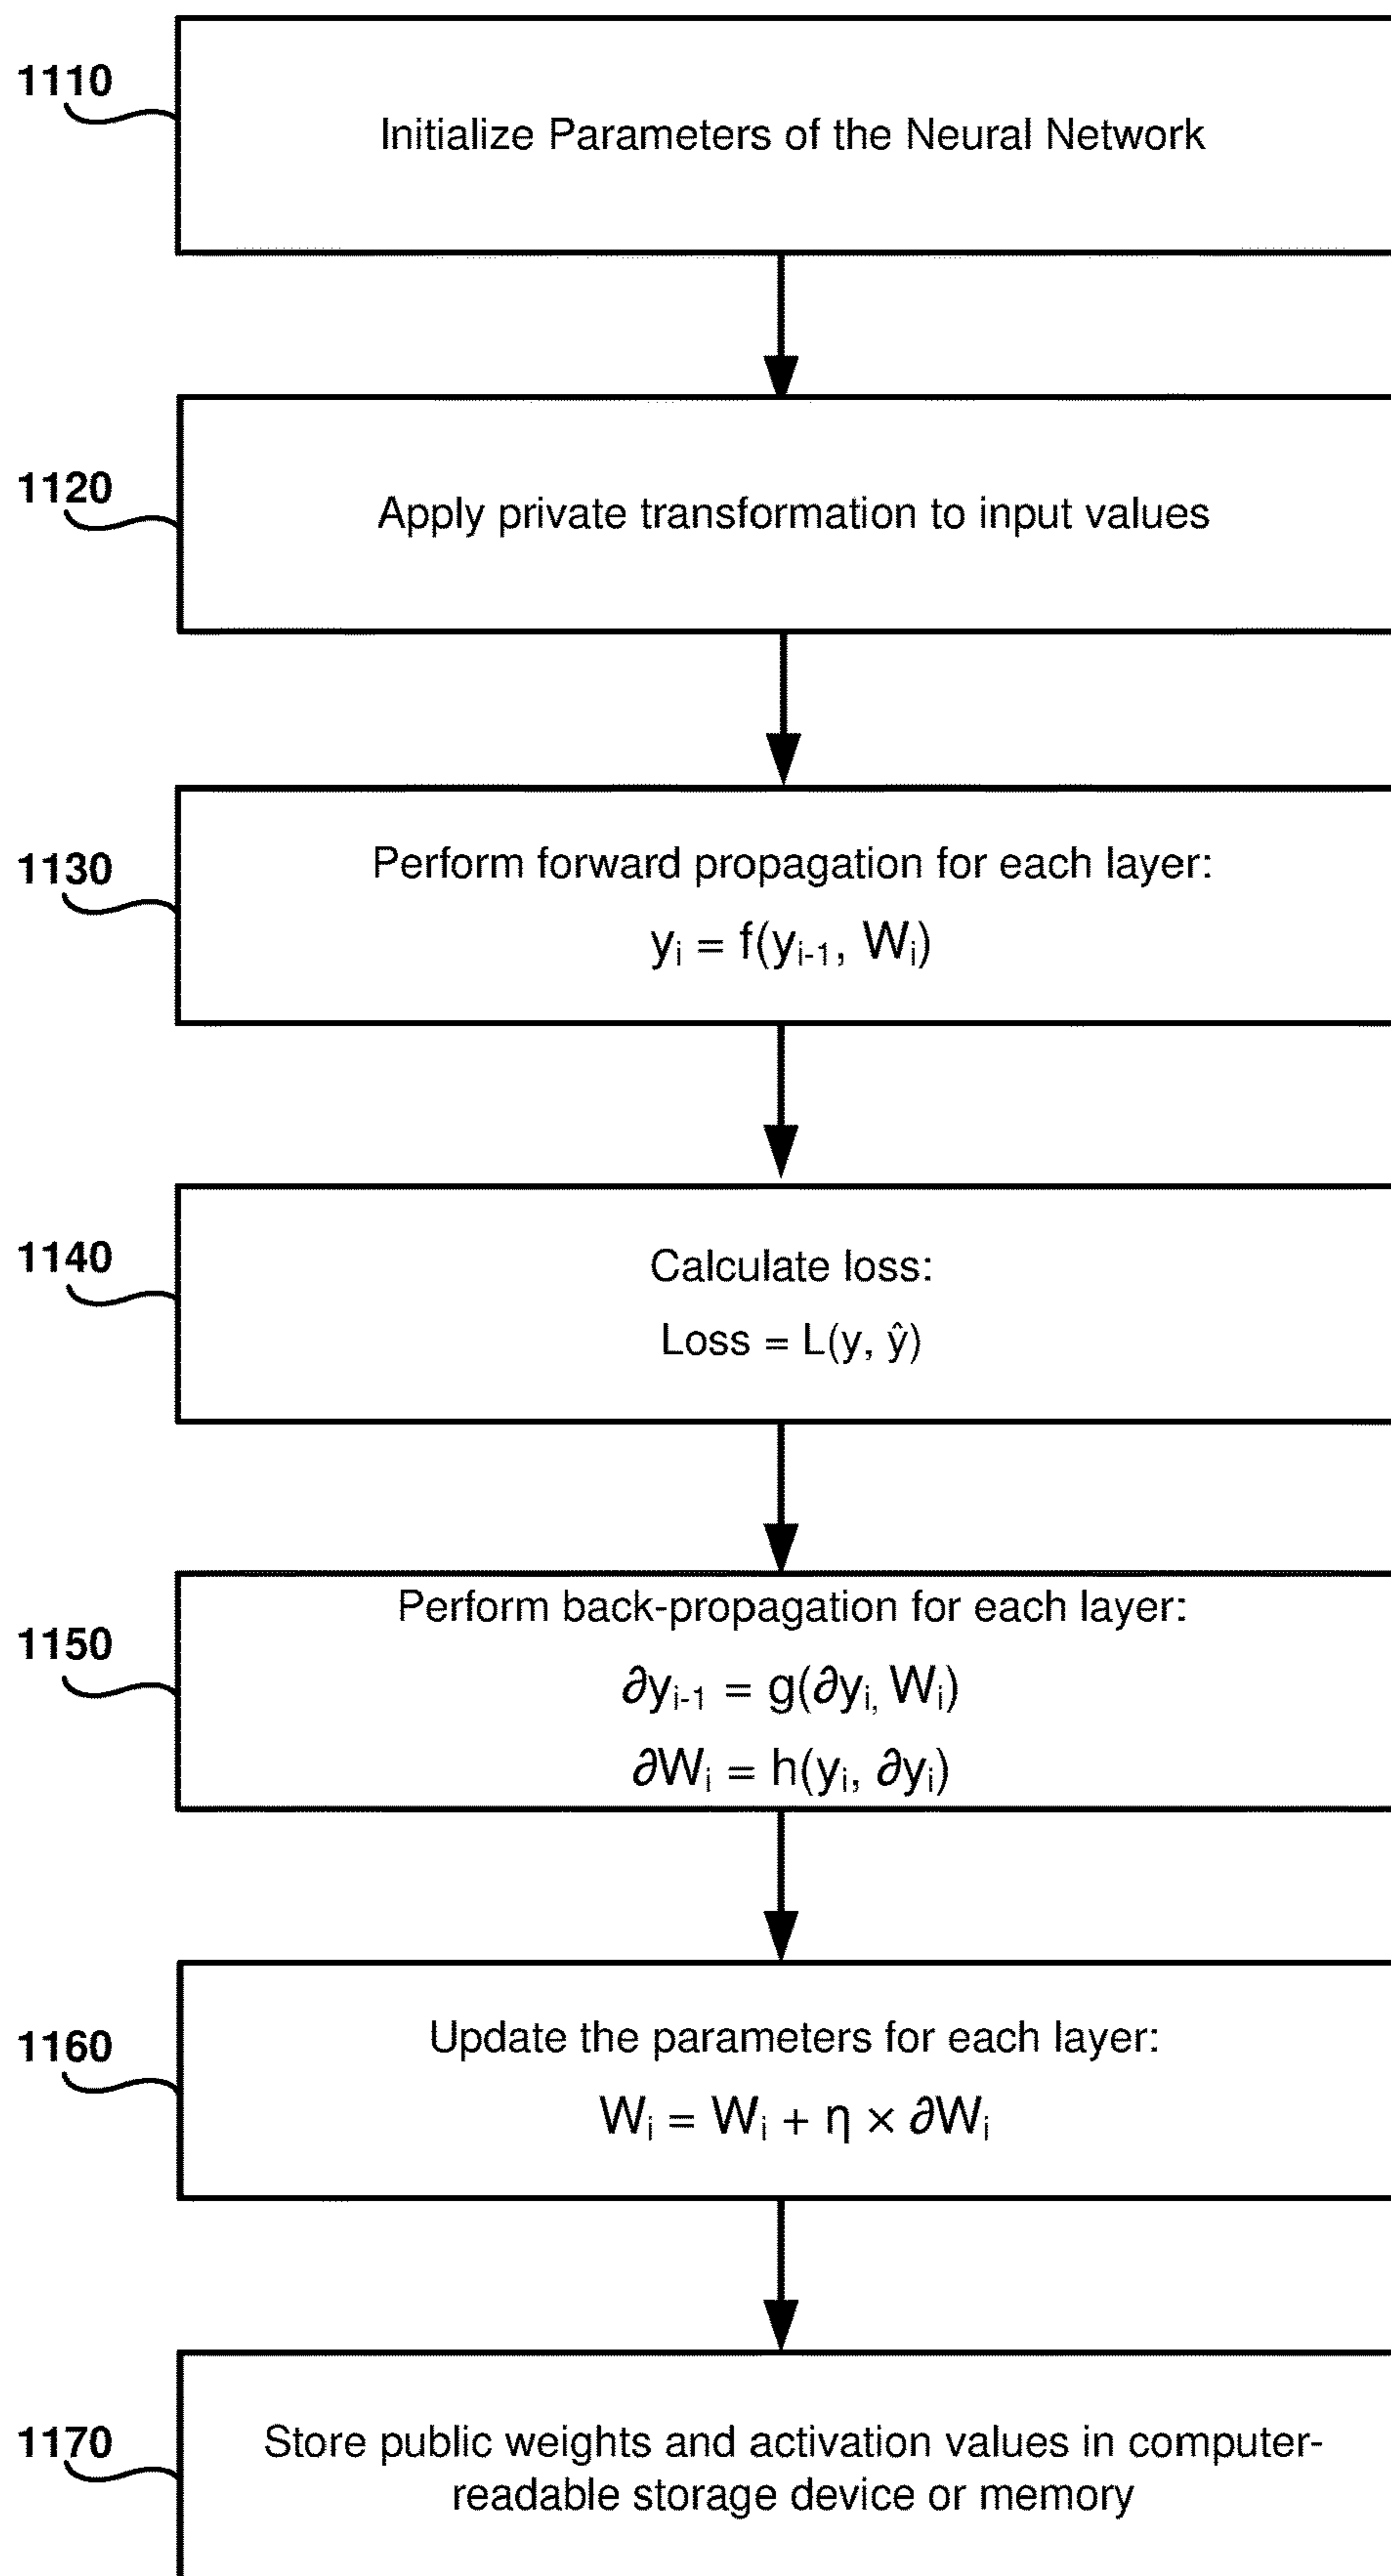 1110
Initialize Parameters of the Neural Network
1120
Apply private transformation to input values
1130
Perform forward propagation for each layer:
yᵢ = f(yᵢ₋₁, Wᵢ)
1140
Calculate loss:
Loss = L(y, ŷ)
1150
Perform back-propagation for each layer:
∂yᵢ₋₁ = g(∂yᵢ, Wᵢ)
∂Wᵢ = h(yᵢ, ∂yᵢ)
1160
Update the parameters for each layer:
Wᵢ = Wᵢ + η × ∂Wᵢ
1170
Store public weights and activation values in computer-
readable storage device or memory